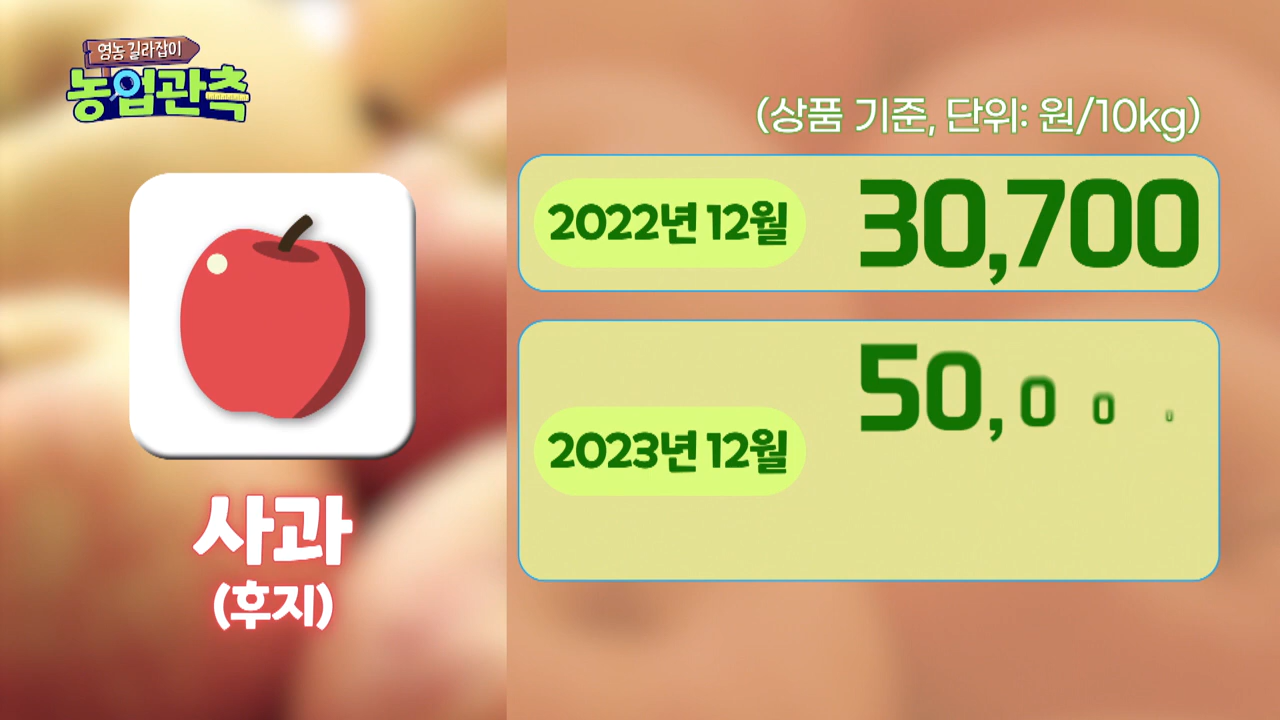 영농 길라잡이
농업관측
(상품 기준, 단위: 원/10kg)
2022년 12월 30,700
2023년 12월 50,000
사과
(후지)